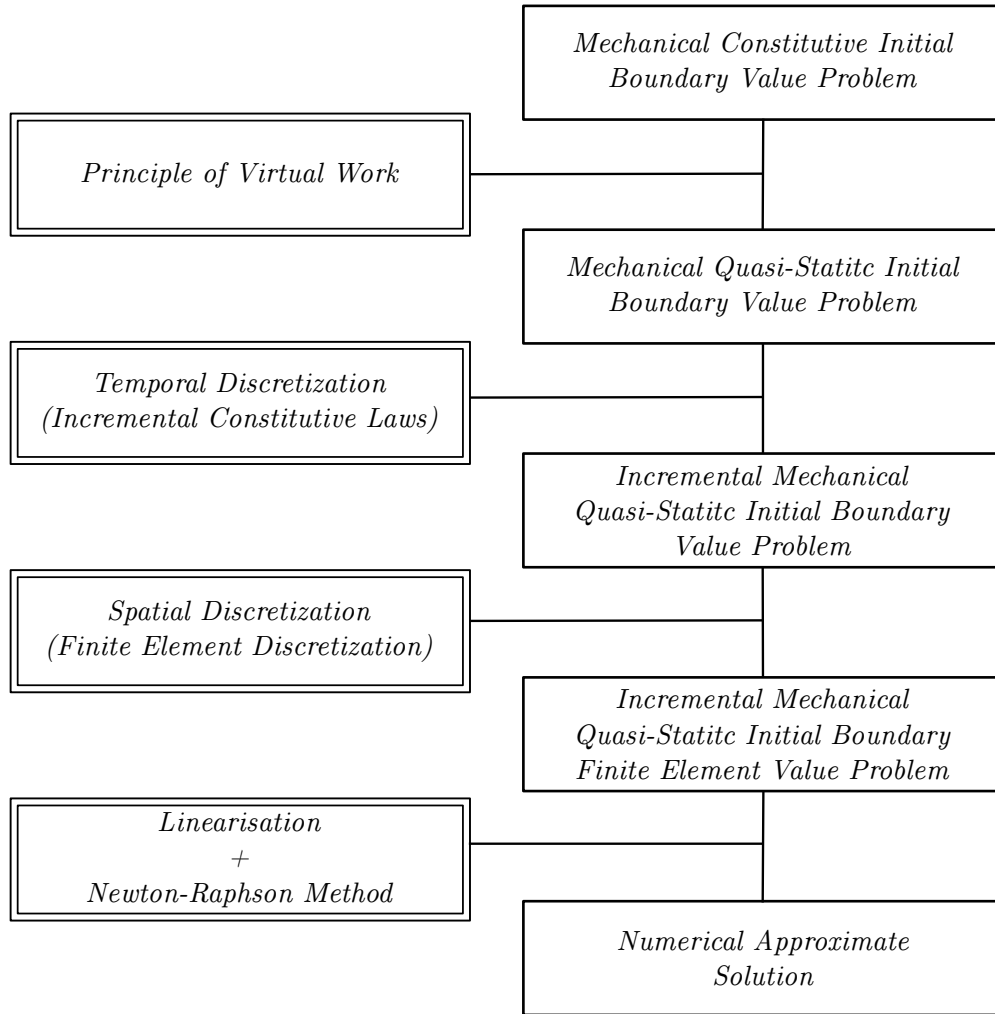 Mechanical Constitutive Initial
Boundary Value Problem
Principle of Virtual Work
Mechanical Quasi-Statitc Initial
Boundary Value Problem
Temporal Discretization
(Incremental Constitutive Laws)
Incremental Mechanical
Quasi-Statitc Initial Boundary
Value Problem
Spatial Discretization
(Finite Element Discretization)
Incremental Mechanical
Quasi-Statitc Initial Boundary
Finite Element Value Problem
Linearisation
+
Newton-Raphson Method
Numerical Approximate
Solution